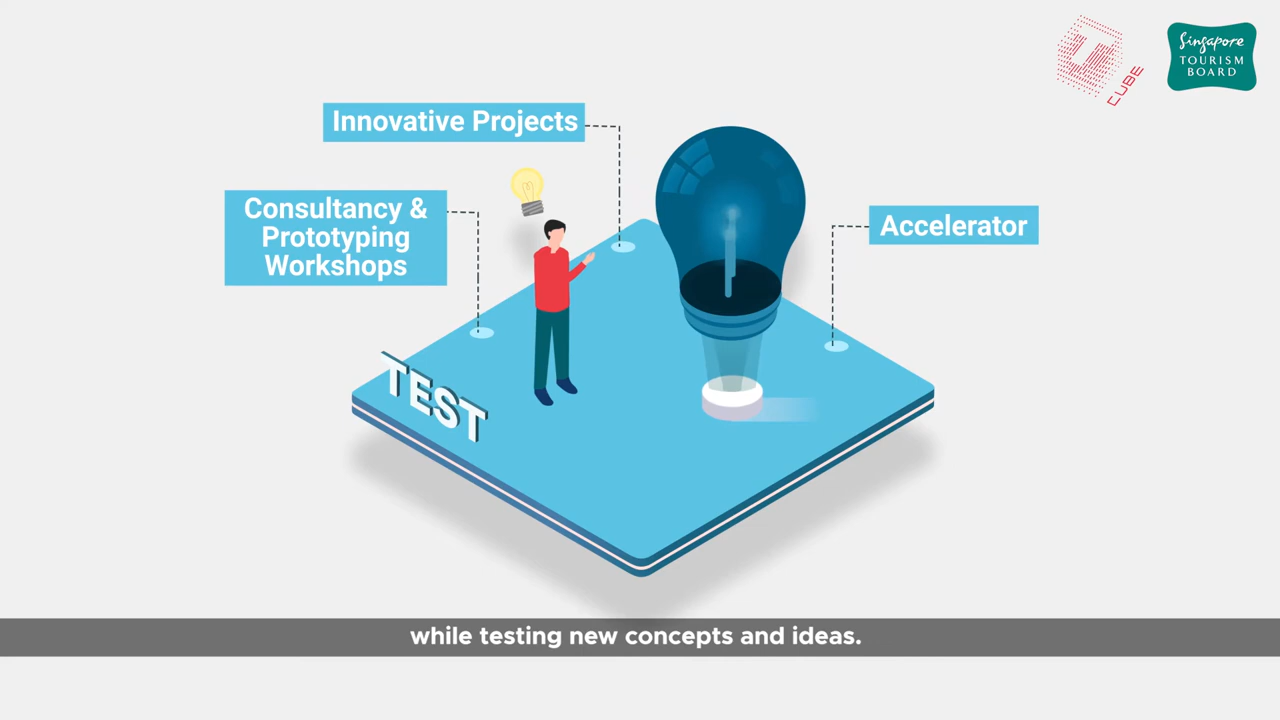 T
CUBE
Singapore
TOURISM
BOARD
Innovative Projects
Consultancy &
Prototyping
Workshops
Accelerator
TEST
while testing new concepts and ideas.